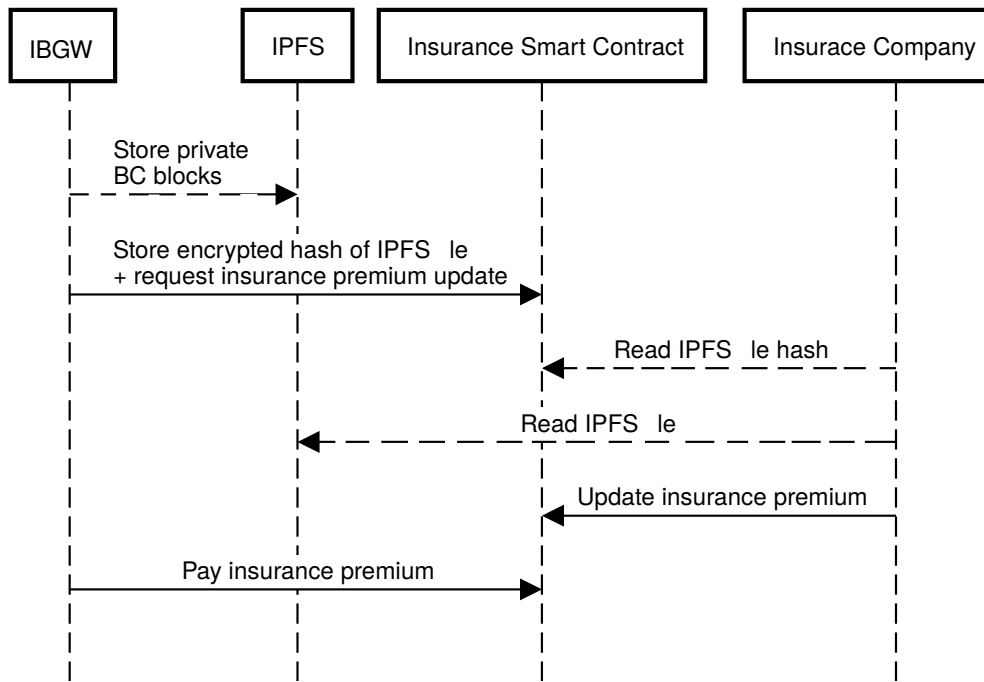 IBGW
IPFS
Insurance Smart Contract
Insurace Company
Store private
BC blocks
Store encrypted hash of IPFS le
+ request insurance premium update
Read IPFS le hash
Read IPFS le
Update insurance premium
Pay insurance premium